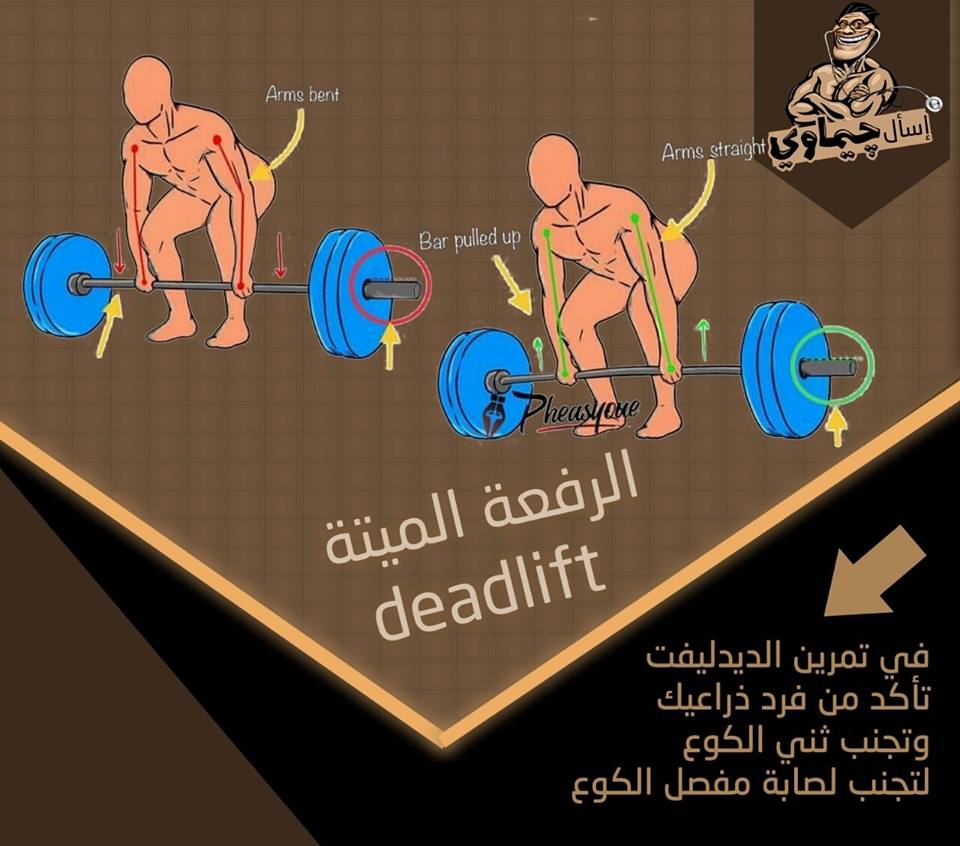 إسأل چيماوي
Arms bent
Arms straight
Bar pulled up
Pheasyque
الرفعة الميتة
deadlift
في تمرين الديدليفت
تأكد من فرد ذراعيك
وتجنب ثني الكوع
لتجنب لصابة مفصل الكوع